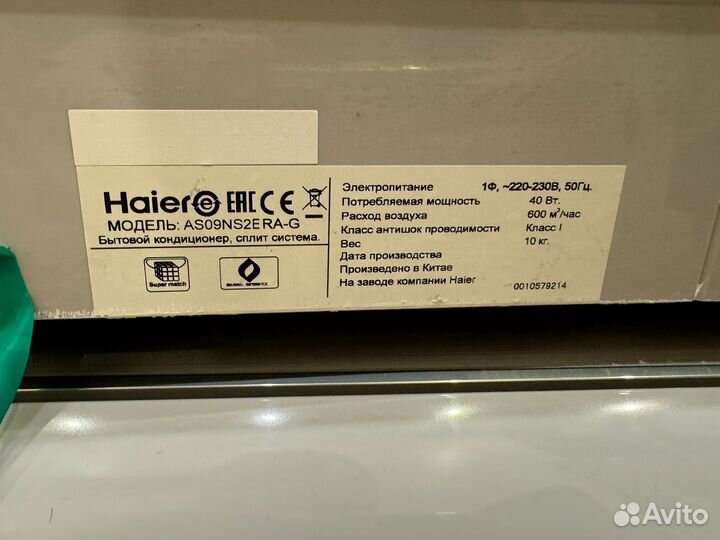 Haier EAC CE
МОДЕЛЬ: AS09NS2ERA-G
Бытовой кондиционер, сплит система.
Super match
Электропитание 1Ф, ~220-230В, 50Гц.
Потребляемая мощность 40 Вт.
Расход воздуха 600 м³/час
Класс антишок проводимости Класс I
Вес 10 кг.
Дата производства
Произведено в Китае
На заводе компании Haier 0010579214
Avito